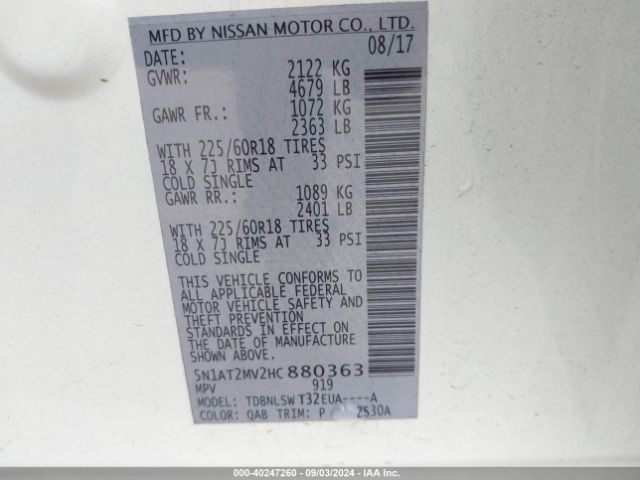 MFD BY NISSAN MOTOR CO., LTD.
DATE: 08/17
GVWR: 2122 KG
4679 LB
GAWR FR.: 1072 KG
2363 LB
WITH 225/60R18 TIRES
18 X 7J RIMS AT 33 PSI
COLD SINGLE
GAWR RR.: 1089 KG
2401 LB
WITH 225/60R18 TIRES
18 X 7J RIMS AT 33 PSI
COLD SINGLE
THIS VEHICLE CONFORMS TO
ALL APPLICABLE FEDERAL
MOTOR VEHICLE SAFETY AND
THEFT PREVENTION
STANDARDS IN EFFECT ON
THE DATE OF MANUFACTURE
SHOWN ABOVE.
5N1AT2MV2HC880363
MPV 919
MODEL: TDBNLSW T32EUA----A
COLOR: QAB TRIM: P Z530A
000-40247260 - 09/03/2024 - IAA Inc.